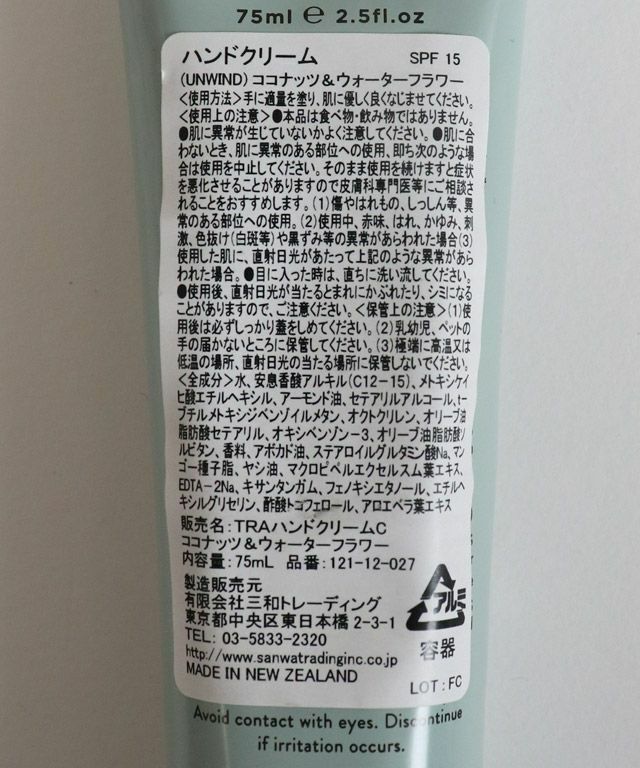 75ml ℮ 2.5fl.oz
ハンドクリーム SPF 15
(UNWIND) ココナッツ＆ウォーターフラワー
＜使用方法＞手に適量を塗り、肌に優しく良くなじませてください。
＜使用上の注意＞●本品は食べ物・飲み物ではありません。
●肌に異常が生じていないかよく注意してください。●肌に合
わないとき、肌に異常のある部位への使用、即ち次のような場
合は使用を中止してください。そのまま使用を続けますと症状
を悪化させることがありますので皮膚科専門医等にご相談さ
れることをおすすめします。(1)傷やはれもの、しっしん等、異
常のある部位への使用。(2)使用中、赤味、はれ、かゆみ、刺
激、色抜け(白斑等)や黒ずみ等の異常があらわれた場合(3)
使用した肌に、直射日光があたって上記のような異常があら
われた場合。●目に入った時は、直ちに洗い流してください。
●使用後、直射日光が当たるとまれにかぶれたり、シミになる
ことがありますので、ご注意ください。＜保管上の注意＞(1)使
用後は必ずしっかり蓋をしめてください。(2)乳幼児、ペットの
手の届かないところに保管してください。(3)極端に高温又は
低温の場所、直射日光の当たる場所に保管しないでください。
＜全成分＞水、安息香酸アルキル(C12-15)、メトキシケイ
ヒ酸エチルヘキシル、アーモンド油、セテアリルアルコール、t-
ブチルメトキシジベンゾイルメタン、オクトクリレン、オリーブ油
脂肪酸セテアリル、オキシベンゾン-3、オリーブ油脂肪酸ソ
ルビタン、香料、アボカド油、ステアロイルグルタミン酸Na、マン
ゴー種子脂、ヤシ油、マクロピペルエクセルスム葉エキス、
EDTA-2Na、キサンタンガム、フェノキシエタノール、エチルヘ
キシルグリセリン、酢酸トコフェロール、アロエベラ葉エキス
販売名：TRAハンドクリームC
ココナッツ＆ウォーターフラワー
内容量：75mL 品番：121-12-027
製造販売元
有限会社三和トレーディング
東京都中央区東日本橋 2-3-1
TEL: 03-5833-2320
http://www.sanwatradinginc.co.jp
MADE IN NEW ZEALAND
アルミ
容器
LOT：FC
Avoid contact with eyes. Discontinue
if irritation occurs.